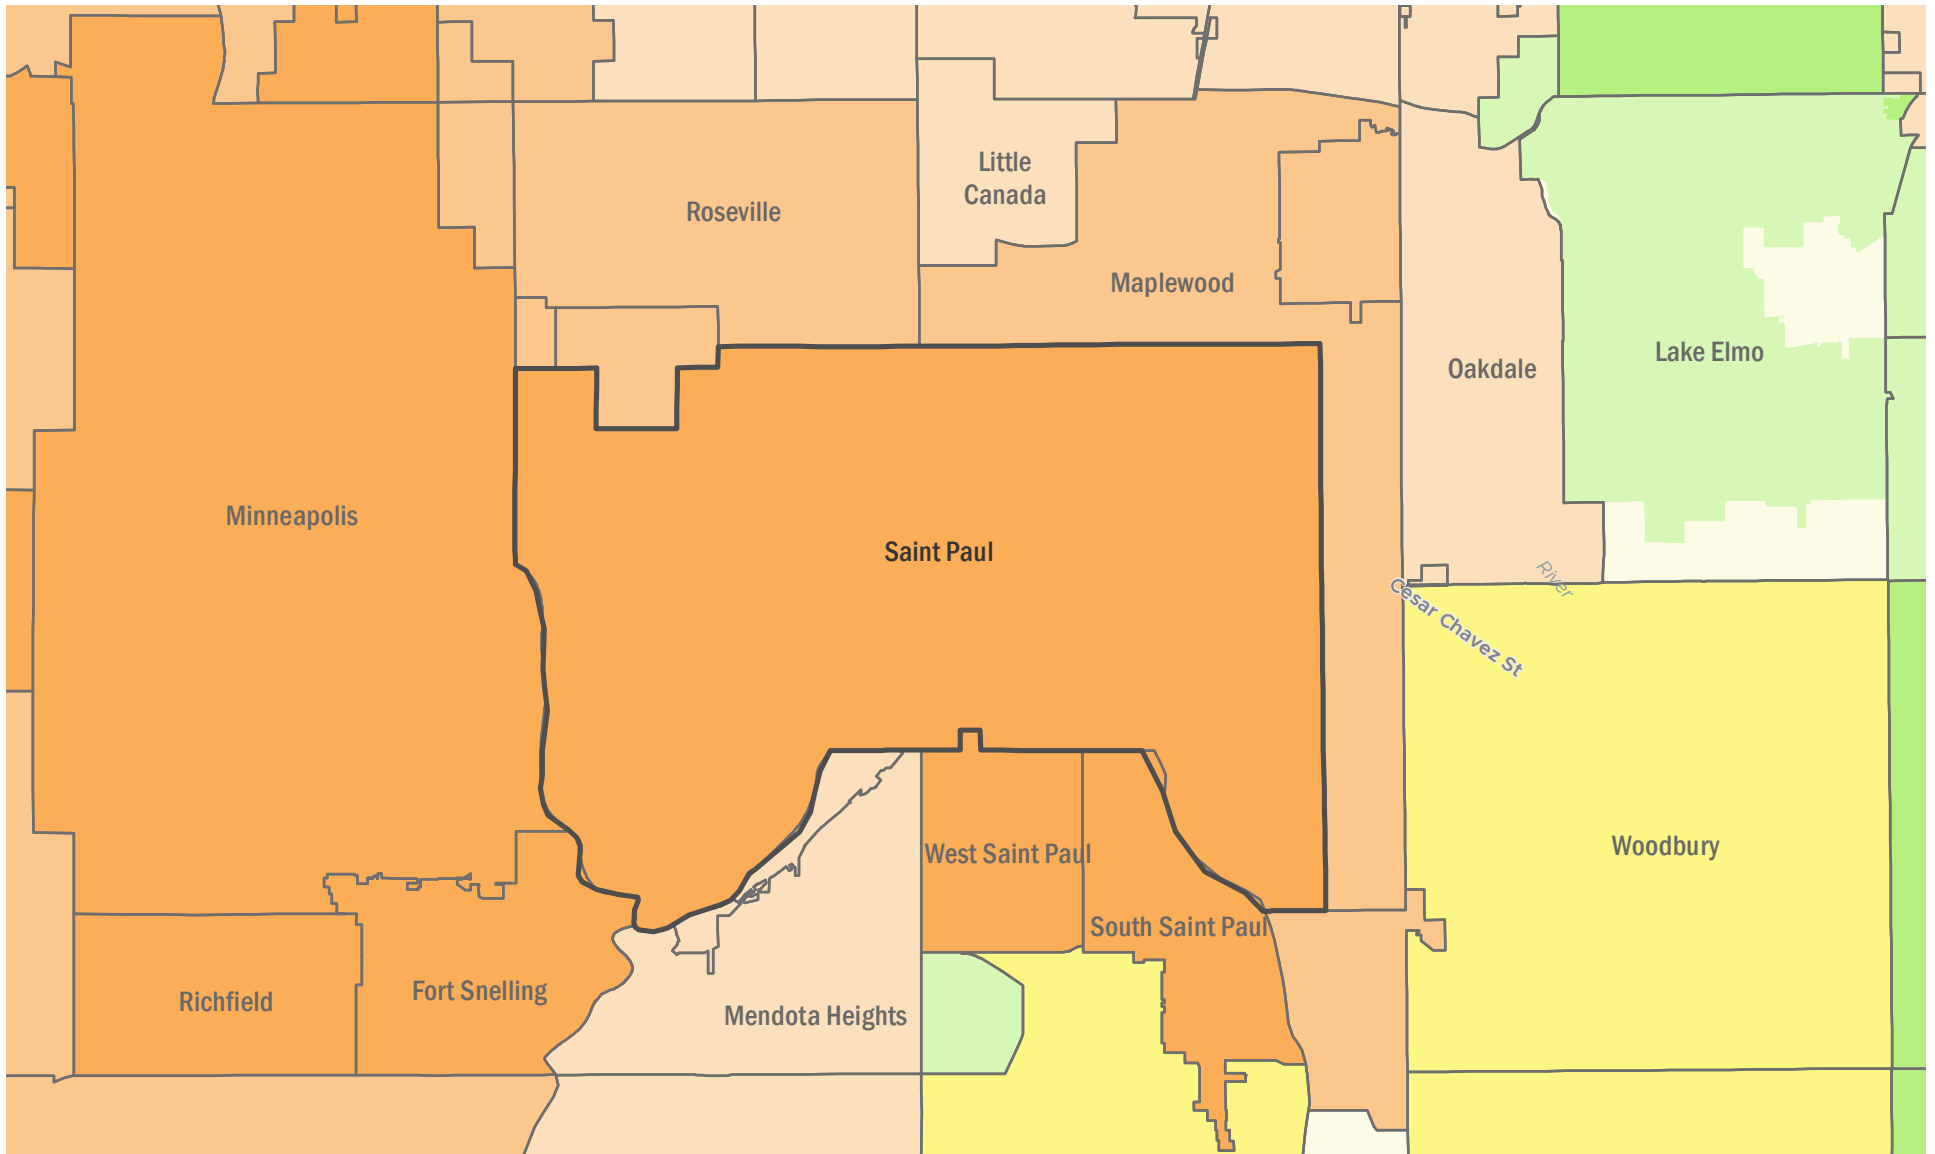 Little
Canada
Roseville
Maplewood
Lake Elmo
Oakdale
Minneapolis
Saint Paul
River
Cesar Chavez St
Woodbury
West Saint Paul
South Saint Paul
Fort Snelling
Richfield
Mendota Heights